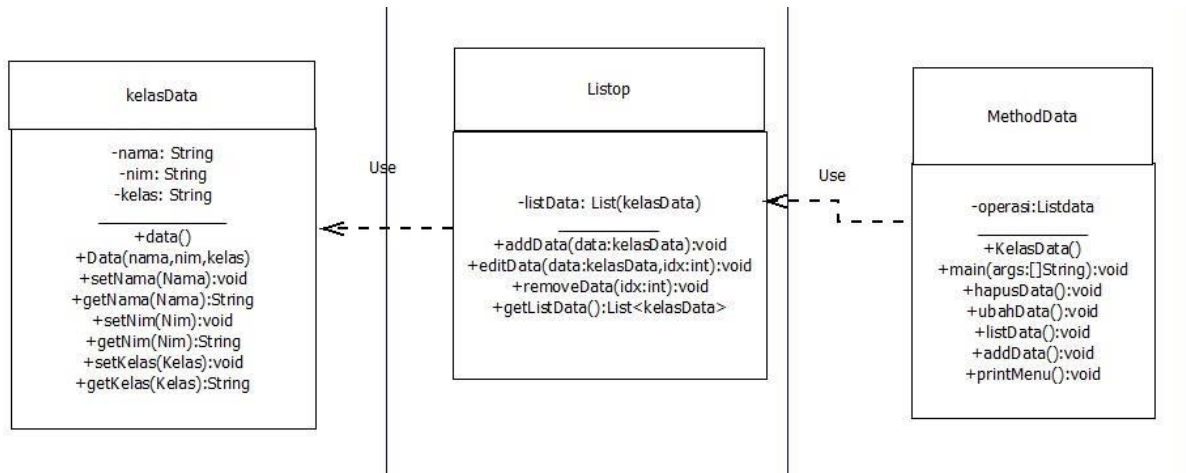 kelasData
-nama: String
-nim: String
-kelas: String
+data()
+Data(nama,nim,kelas)
+setNama(Nama):void
+getNama(Nama):String
+setNim(Nim):void
+getNim(Nim):String
+setKelas(Kelas):void
+getKelas(Kelas):String
Use
Listop
-listData: List(kelasData)
+addData(data:kelasData):void
+editData(data:kelasData,idx:int):void
+removeData(idx:int):void
+getListData():List<kelasData>
Use
MethodData
-operasi:Listdata
+KelasData()
+main(args:[]String):void
+hapusData():void
+ubahData():void
+listData():void
+addData():void
+printMenu():void